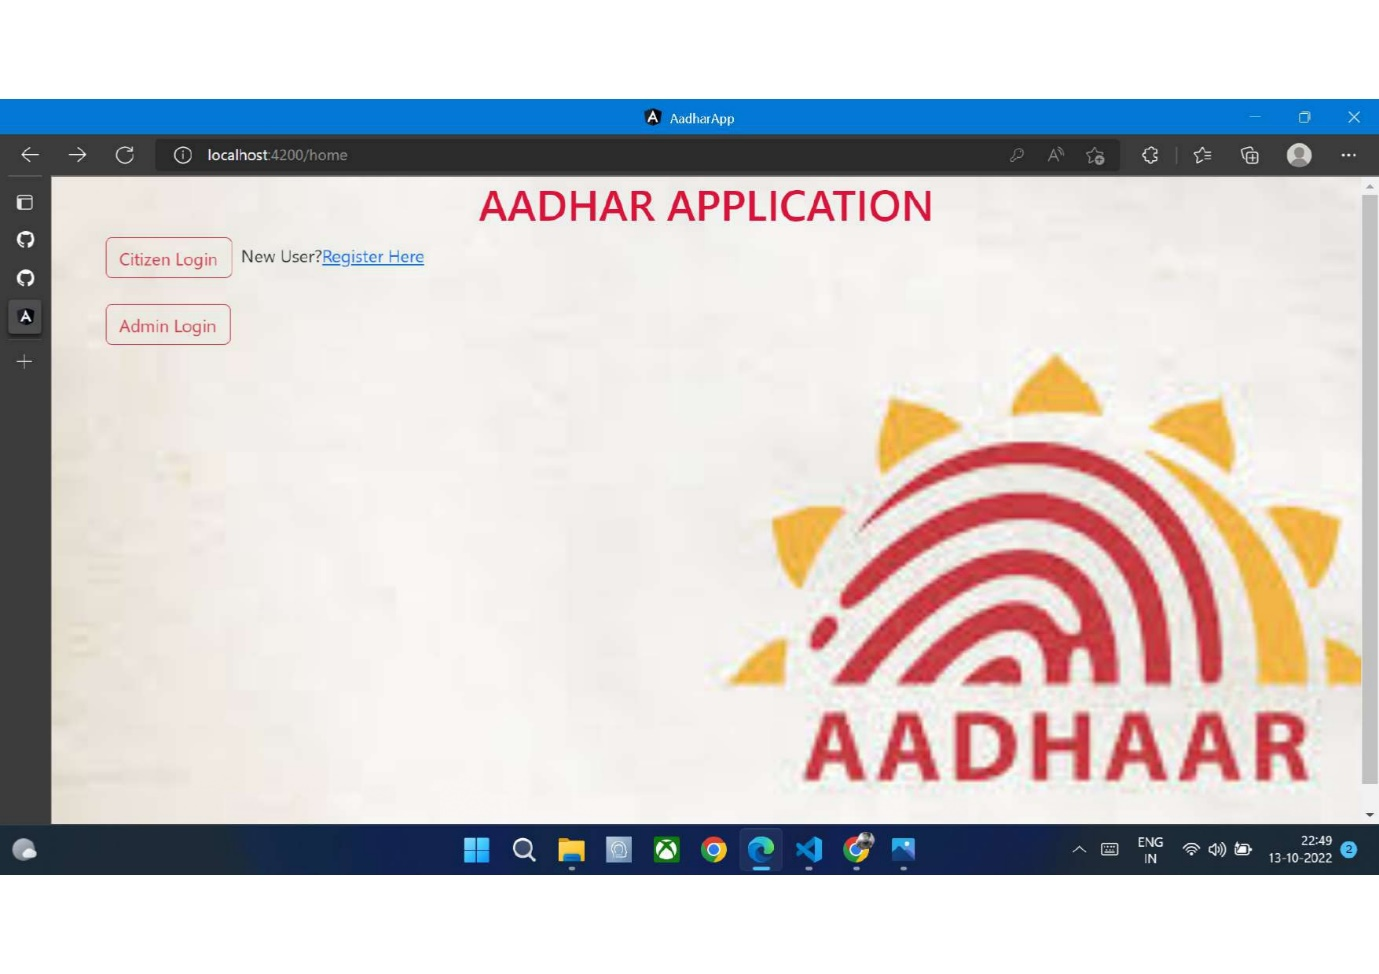 AadharApp
localhost:4200/home
AADHAR APPLICATION
Citizen Login New User?Register Here
Admin Login
AADHAAR
ENG 22:49
IN 13-10-2022 2